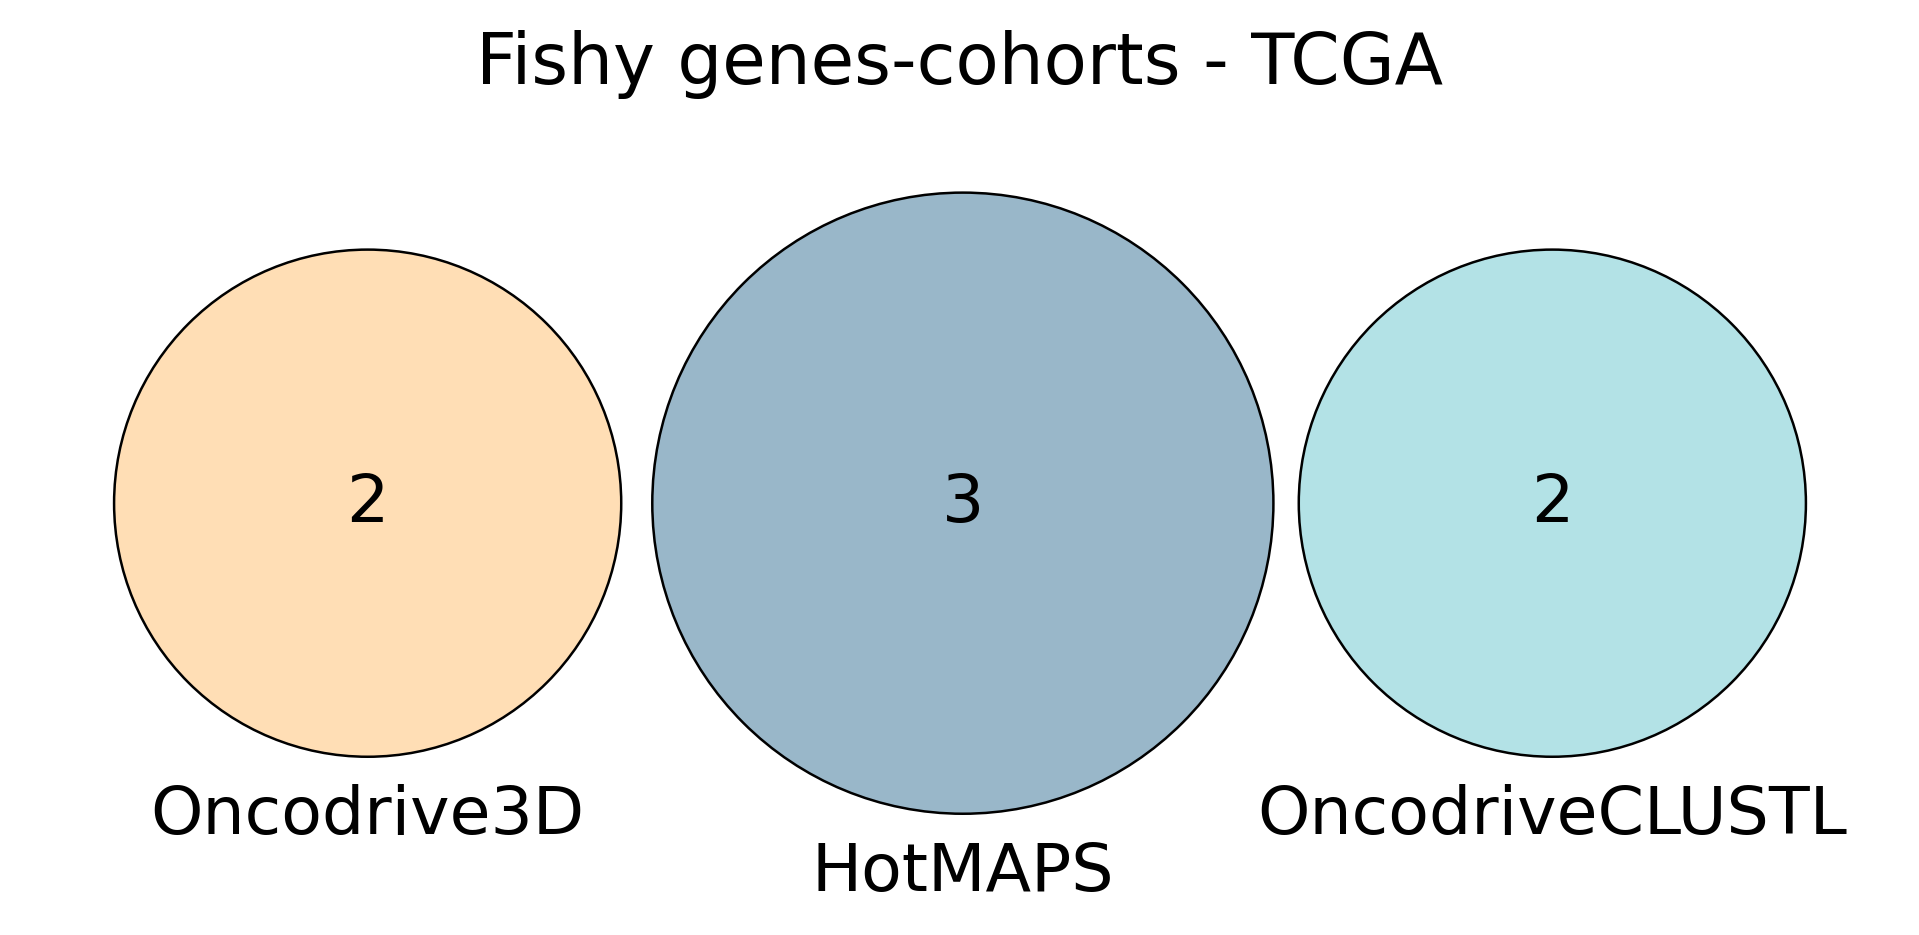 Fishy genes-cohorts - TCGA
2
3
2
Oncodrive3D
OncodriveCLUSTL
HotMAPS